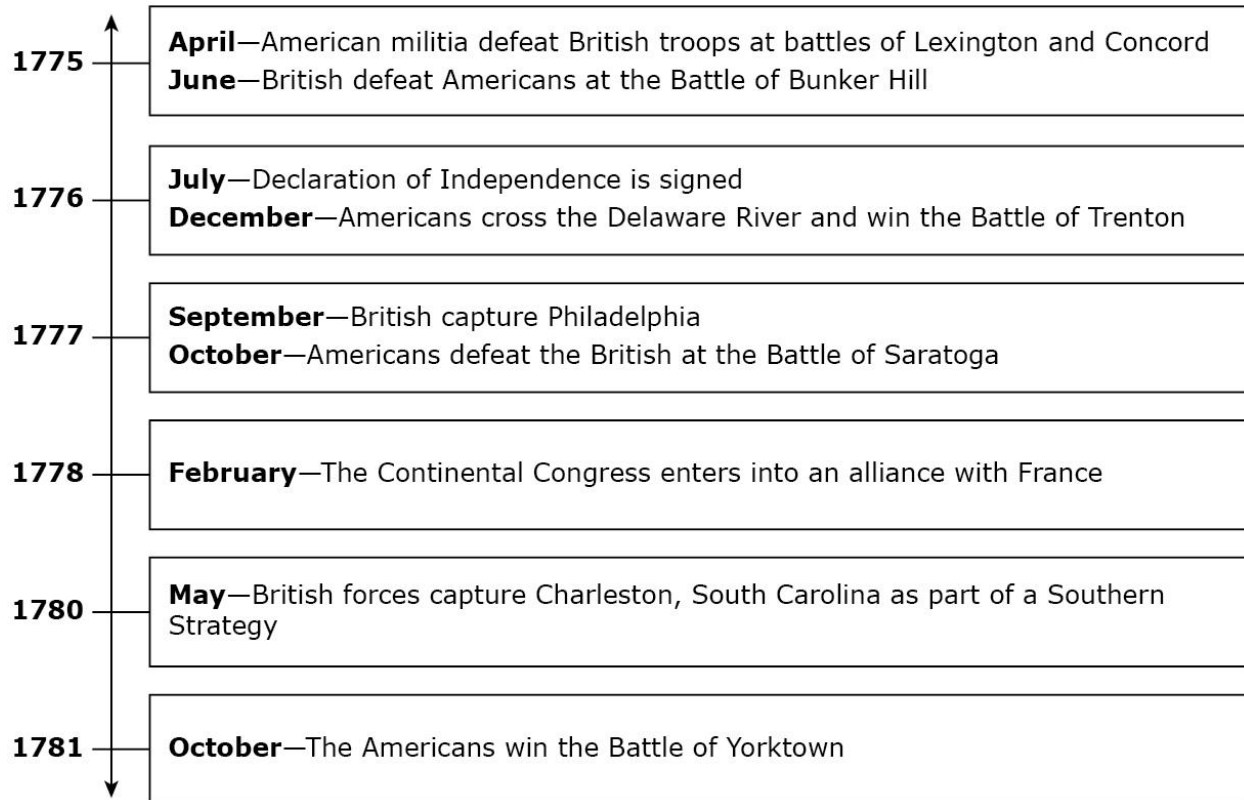 1775
April—American militia defeat British troops at battles of Lexington and Concord
June—British defeat Americans at the Battle of Bunker Hill
1776
July—Declaration of Independence is signed
December—Americans cross the Delaware River and win the Battle of Trenton
1777
September—British capture Philadelphia
October—Americans defeat the British at the Battle of Saratoga
1778
February—The Continental Congress enters into an alliance with France
1780
May—British forces capture Charleston, South Carolina as part of a Southern
Strategy
1781
October—The Americans win the Battle of Yorktown